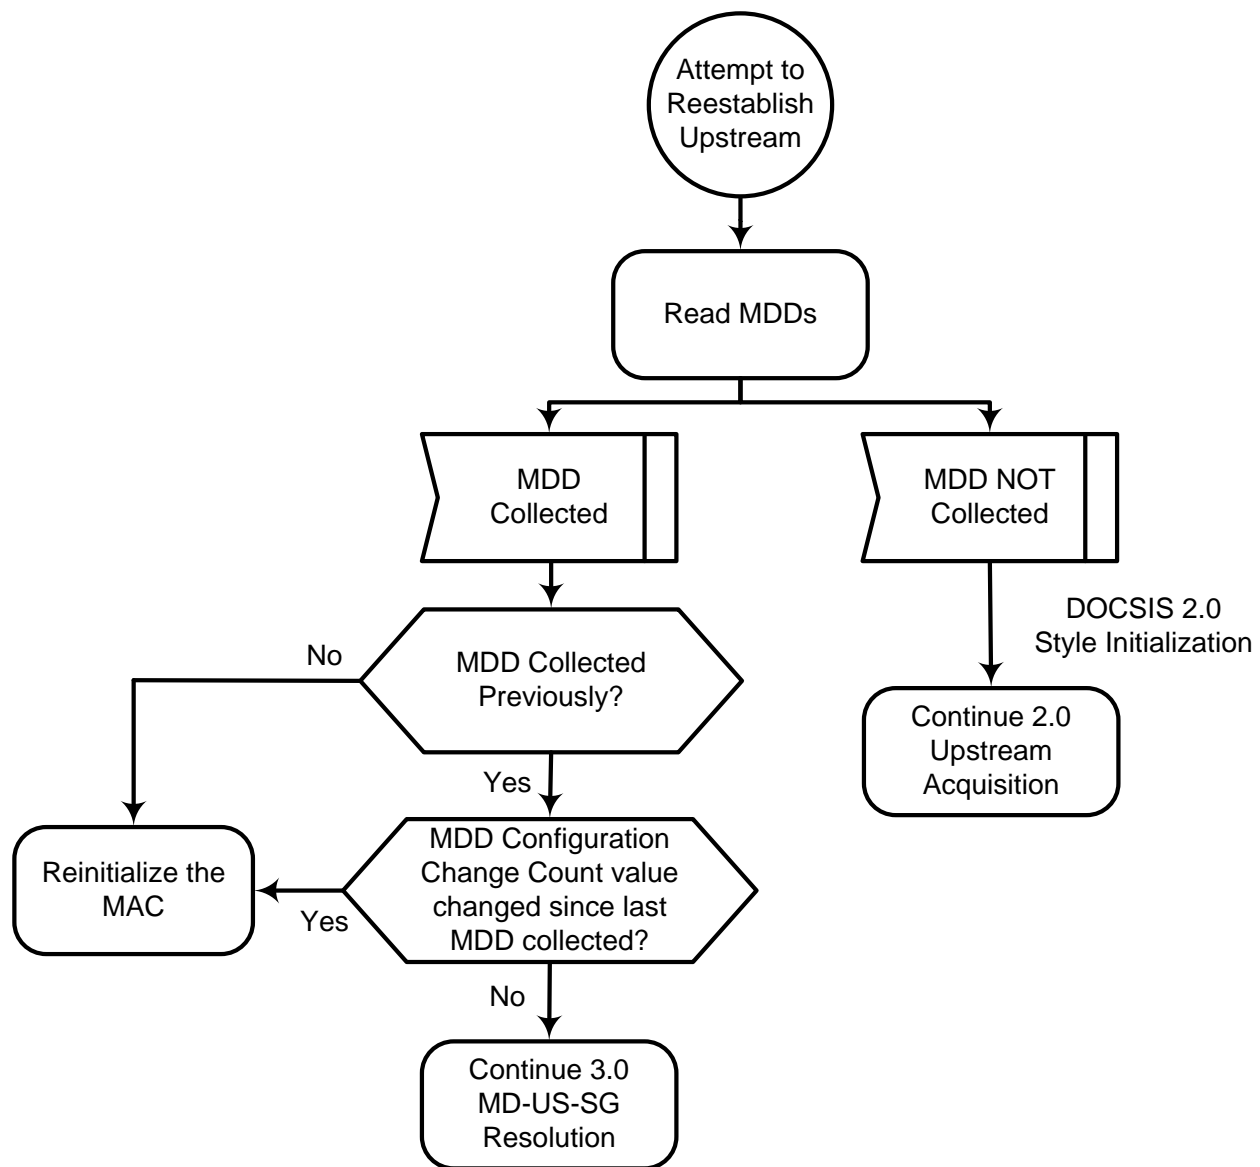 Attempt to
Reestablish
Upstream
Read MDDs
MDD
Collected
MDD NOT
Collected
DOCSIS 2.0
Style Initialization
No
MDD Collected
Previously?
Continue 2.0
Upstream
Acquisition
Yes
Reinitialize the
MAC
MDD Configuration
Change Count value
changed since last
MDD collected?
Yes
No
Continue 3.0
MD-US-SG
Resolution